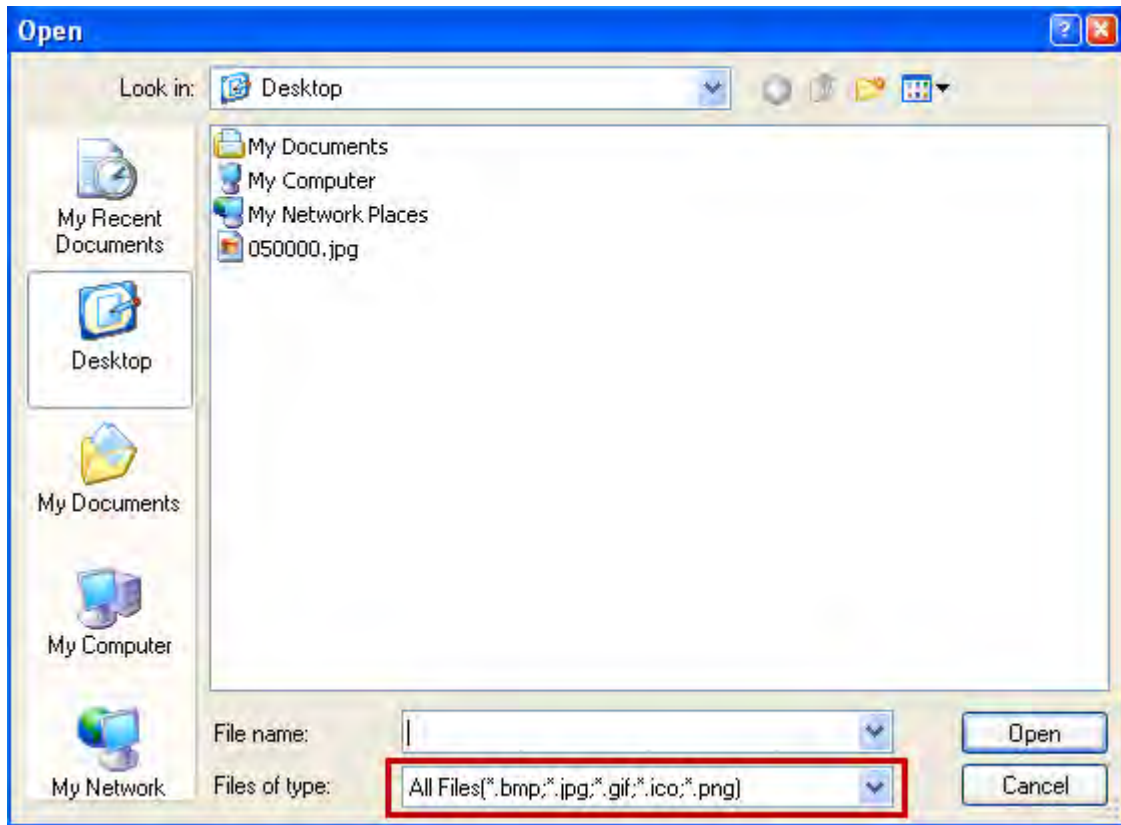 Open
Look in:
Desktop
My Recent
Documents
Desktop
My Documents
My Computer
My Network
My Documents
My Computer
My Network Places
050000.jpg
File name:
Open
Files of type:
All Files(*.bmp;*.jpg;*.gif;*.ico;*.png)
Cancel